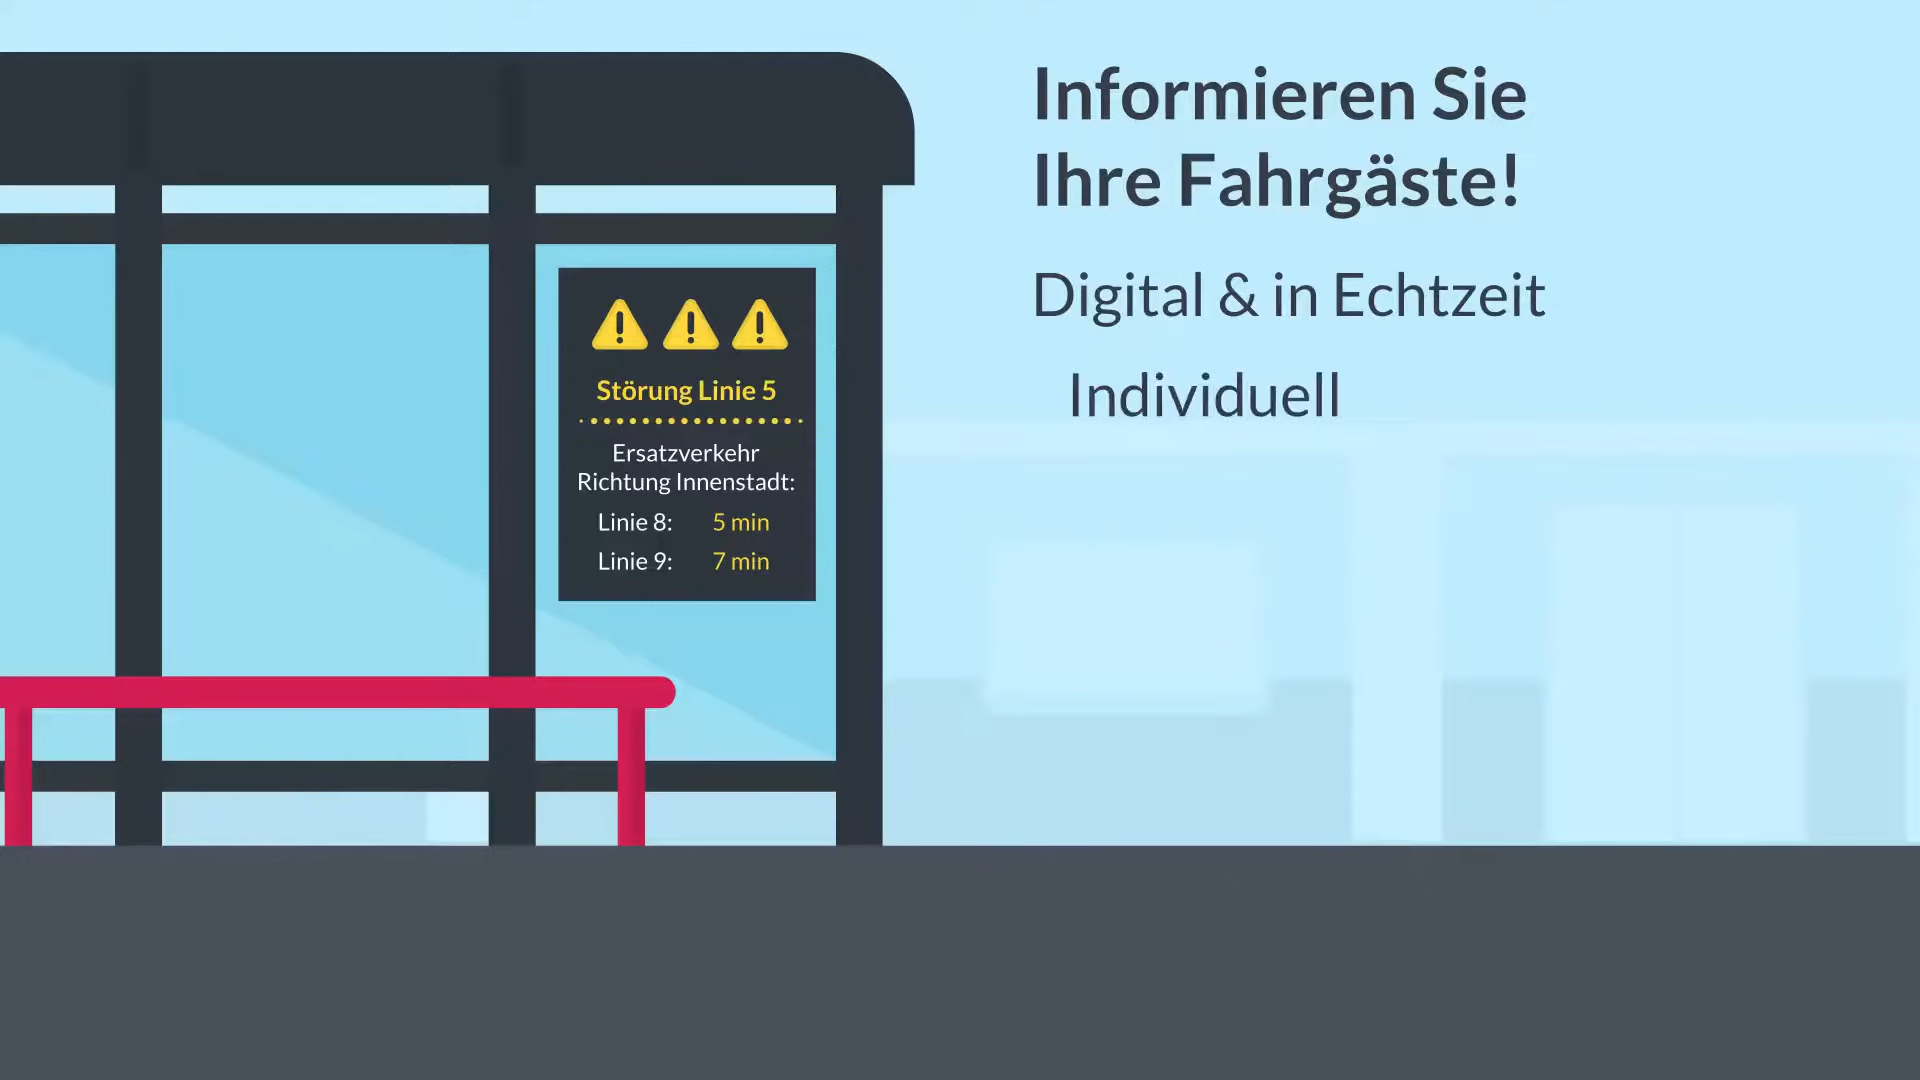 Informieren Sie
Ihre Fahrgäste!
Digital & in Echtzeit
Individuell
Störung Linie 5
Ersatzverkehr
Richtung Innenstadt:
Linie 8: 5 min
Linie 9: 7 min